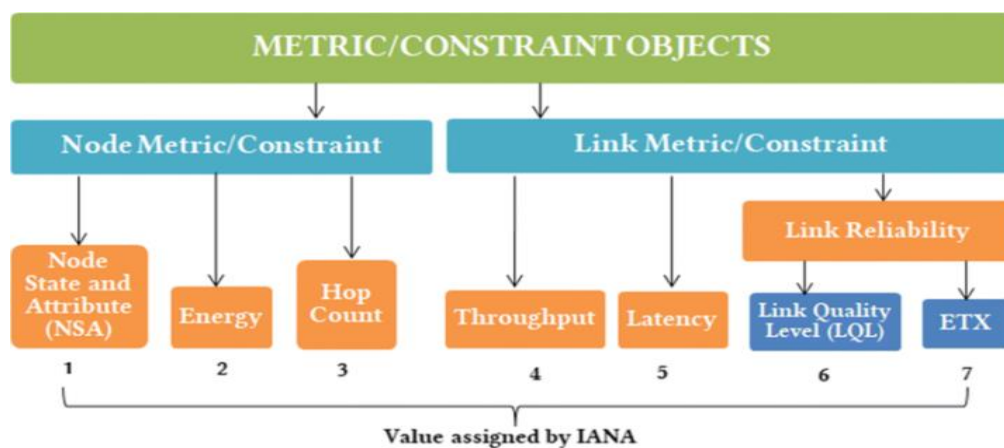 METRIC/CONSTRAINT OBJECTS
Node Metric/Constraint
Link Metric/Constraint
Node
State and
Attribute
(NSA)
Energy
Hop
Count
Throughput
Latency
Link Reliability
Link Quality
Level (LQL)
ETX
1
2
3
4
5
6
7
Value assigned by IANA